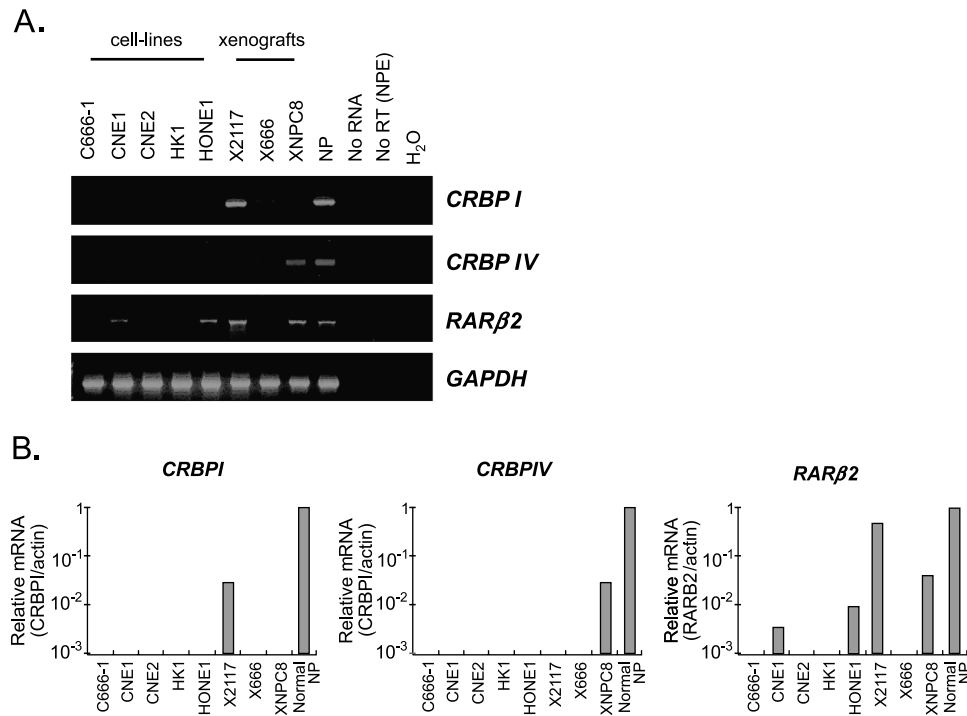 A.
cell-lines xenografts
C666-1 CNE1 CNE2 HK1 HONE1 X2117 X666 XNPC8 NP No RNA No RT (NPE) H₂O
CRBP I
CRBP IV
RARβ2
GAPDH
B.
CRBPI
Relative mRNA
(CRBPI/actin)
1
10⁻¹
10⁻²
10⁻³
C666-1 CNE1 CNE2 HK1 HONE1 X2117 X666 XNPC8 Normal NP
CRBPIV
Relative mRNA
(CRBPI/actin)
1
10⁻¹
10⁻²
10⁻³
C666-1 CNE1 CNE2 HK1 HONE1 X2117 X666 XNPC8 Normal NP
RARβ2
Relative mRNA
(RARB2/actin)
1
10⁻¹
10⁻²
10⁻³
C666-1 CNE1 CNE2 HK1 HONE1 X2117 X666 XNPC8 Normal NP